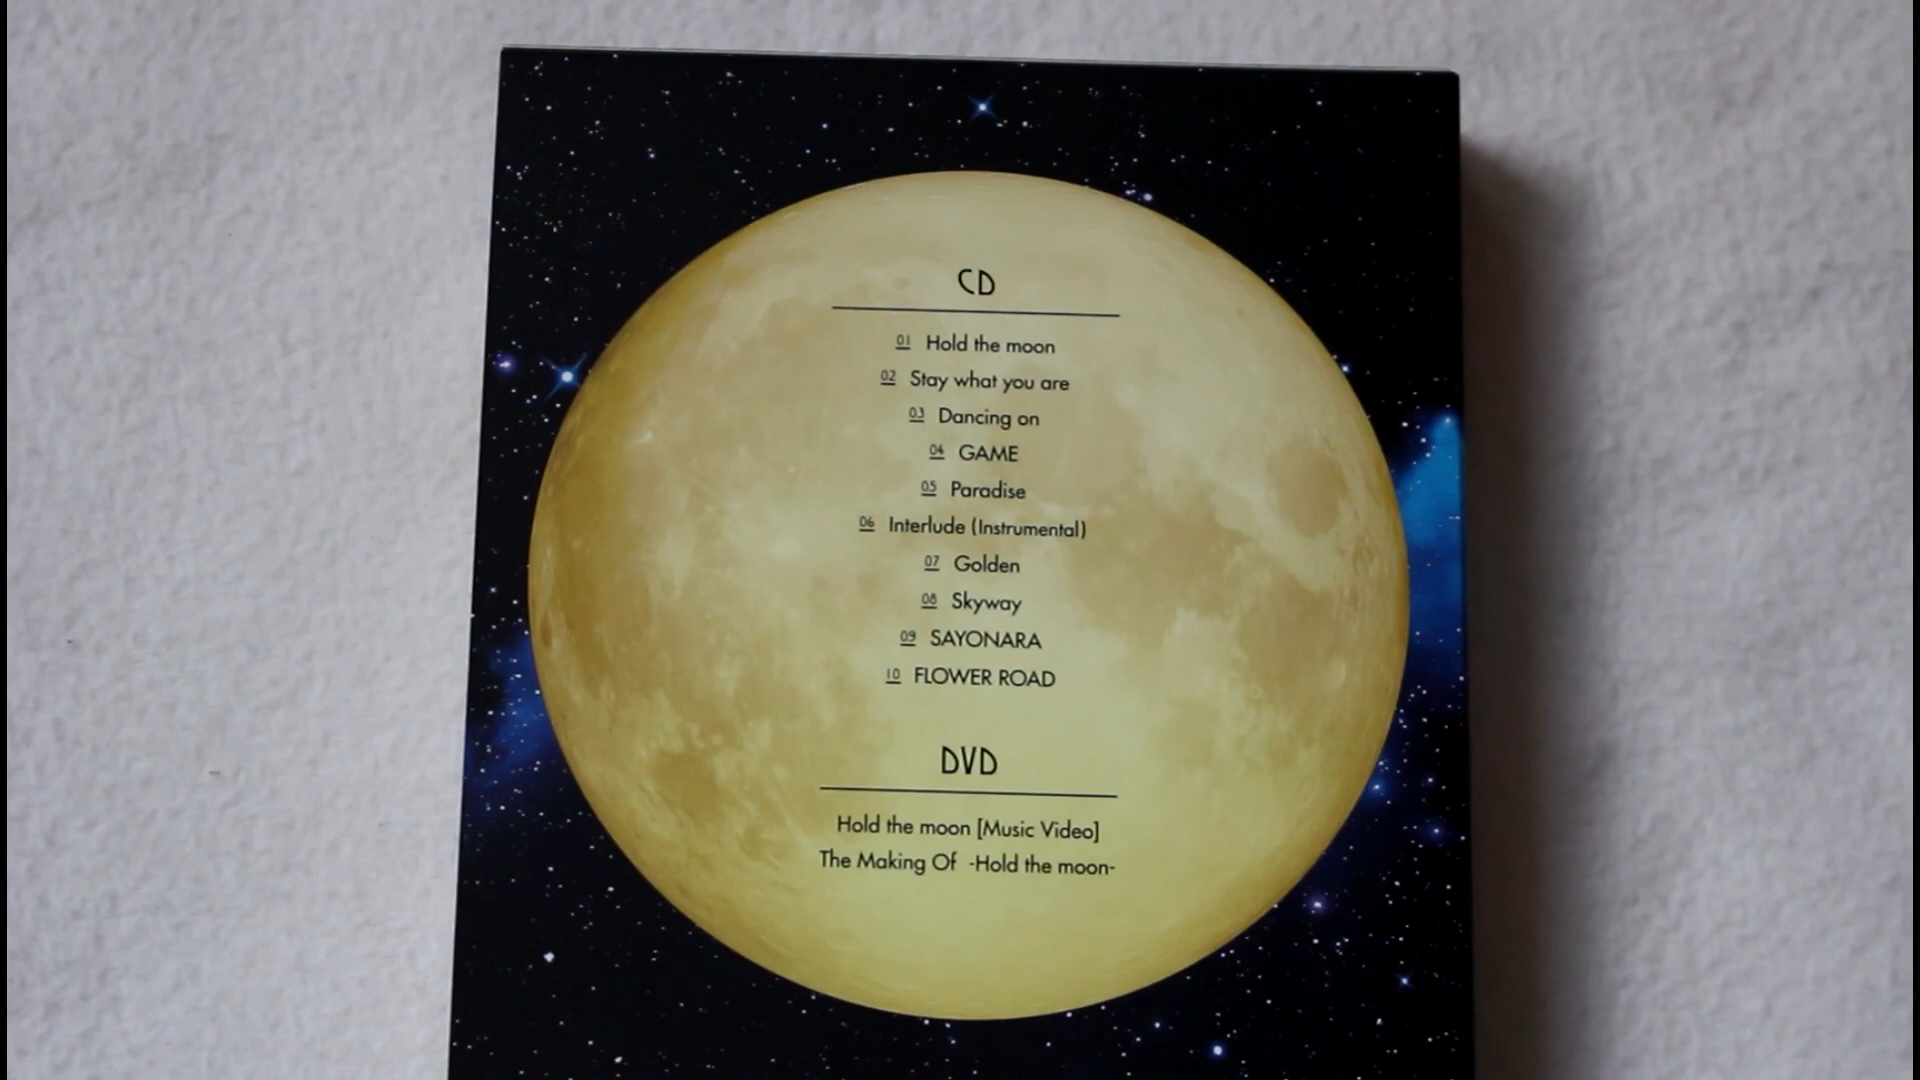 CD
01 Hold the moon
02 Stay what you are
03 Dancing on
04 GAME
05 Paradise
06 Interlude (Instrumental)
07 Golden
08 Skyway
09 SAYONARA
10 FLOWER ROAD
DVD
Hold the moon [Music Video]
The Making Of -Hold the moon-